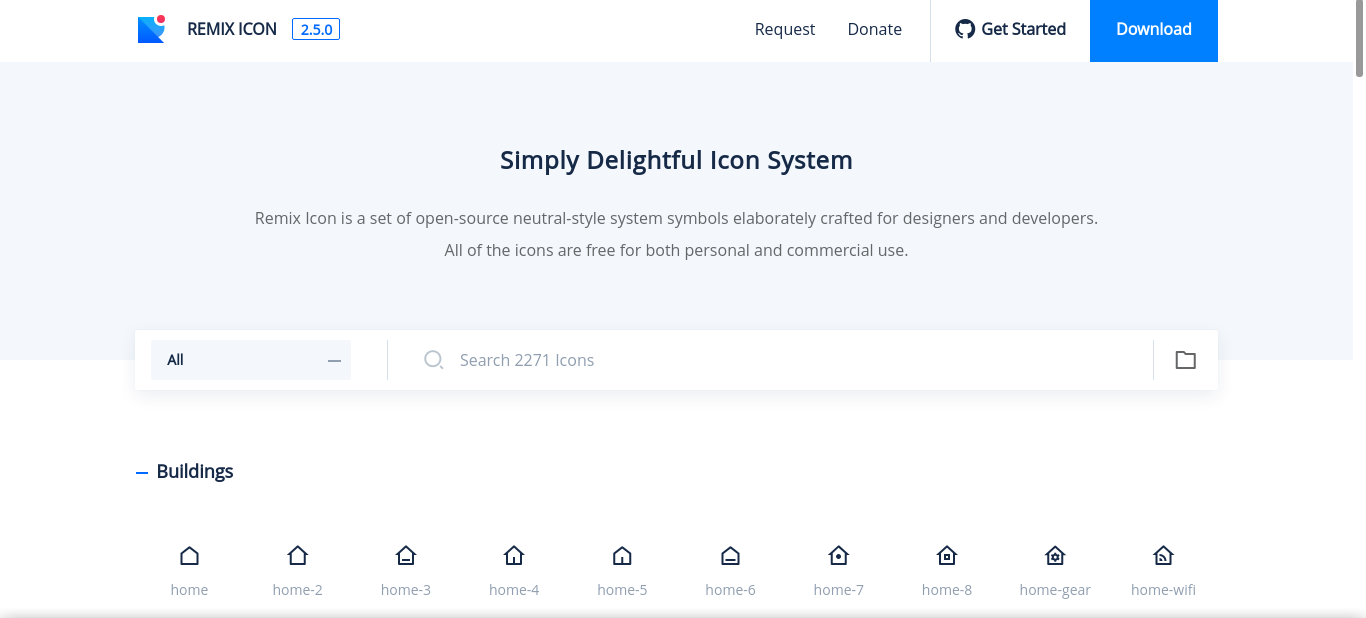 REMIX ICON 2.5.0 Request Donate Get Started Download
Simply Delightful Icon System
Remix Icon is a set of open-source neutral-style system symbols elaborately crafted for designers and developers.
All of the icons are free for both personal and commercial use.
All Search 2271 Icons
Buildings
home home-2 home-3 home-4 home-5 home-6 home-7 home-8 home-gear home-wifi